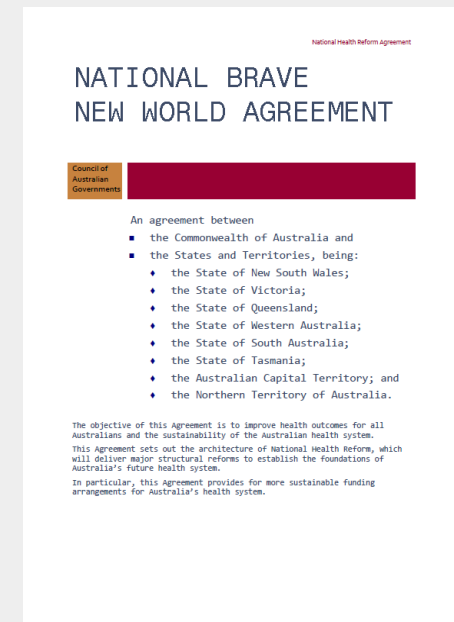 National Health Reform Agreement
NATIONAL BRAVE
NEW WORLD AGREEMENT
Council of
Australian
Governments
An agreement between
▪ the Commonwealth of Australia and
▪ the States and Territories, being:
♦ the State of New South Wales;
♦ the State of Victoria;
♦ the State of Queensland;
♦ the State of Western Australia;
♦ the State of South Australia;
♦ the State of Tasmania;
♦ the Australian Capital Territory; and
♦ the Northern Territory of Australia.
The objective of this Agreement is to improve health outcomes for all
Australians and the sustainability of the Australian health system.
This Agreement sets out the architecture of National Health Reform, which
will deliver major structural reforms to establish the foundations of
Australia’s future health system.
In particular, this Agreement provides for more sustainable funding
arrangements for Australia’s health system.